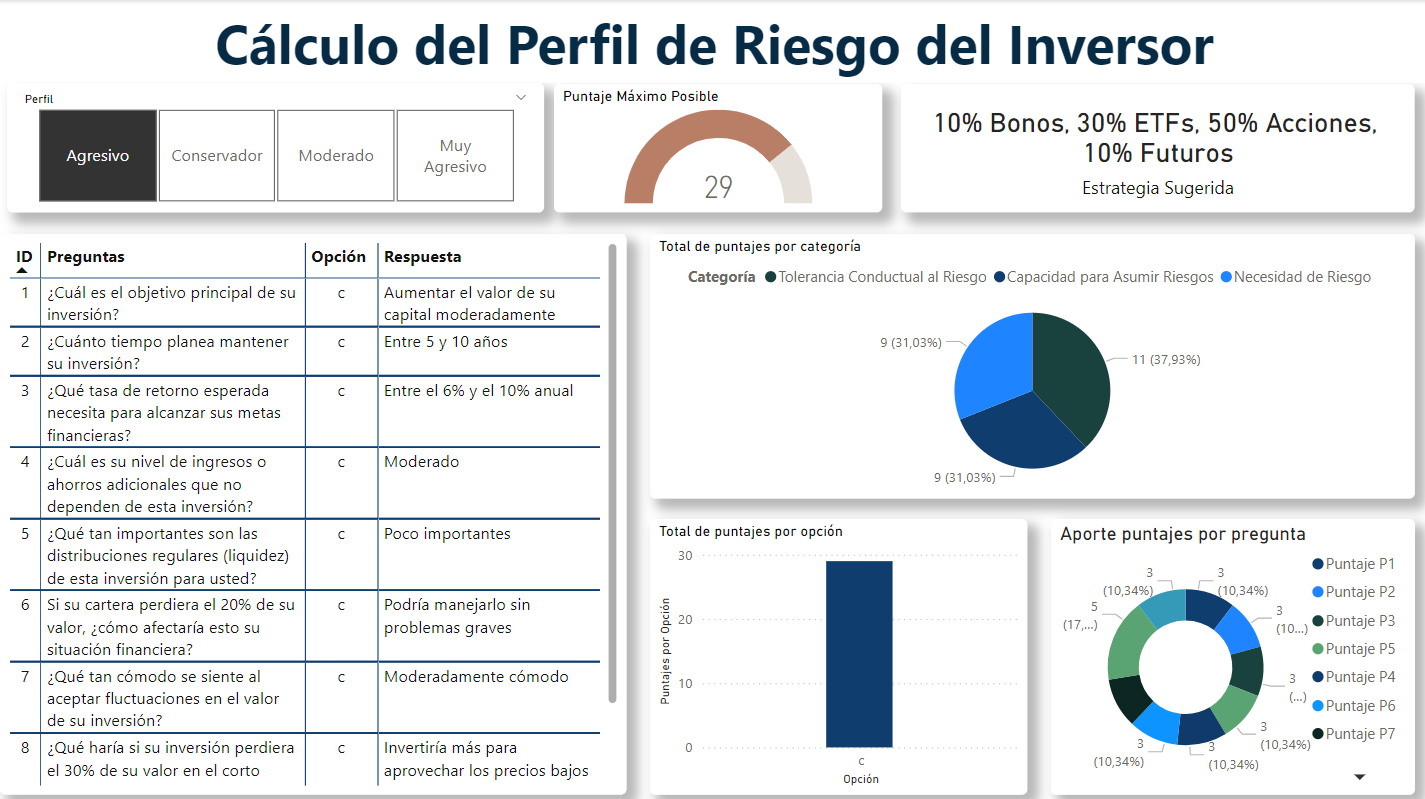 Cálculo del Perfil de Riesgo del Inversor
Perfil
Agresivo
Conservador
Moderado
Muy
Agresivo
Puntaje Máximo Posible
29
10% Bonos, 30% ETFs, 50% Acciones,
10% Futuros
Estrategia Sugerida
ID Preguntas Opción Respuesta
1 ¿Cuál es el objetivo principal de su c Aumentar el valor de su
inversión? capital moderadamente
2 ¿Cuánto tiempo planea mantener c Entre 5 y 10 años
su inversión?
3 ¿Qué tasa de retorno esperada c Entre el 6% y el 10% anual
necesita para alcanzar sus metas
financieras?
4 ¿Cuál es su nivel de ingresos o c Moderado
ahorros adicionales que no
dependen de esta inversión?
5 ¿Qué tan importantes son las c Poco importantes
distribuciones regulares (liquidez)
de esta inversión para usted?
6 Si su cartera perdiera el 20% de su c Podría manejarlo sin
valor, ¿cómo afectaría esto su problemas graves
situación financiera?
7 ¿Qué tan cómodo se siente al c Moderadamente cómodo
aceptar fluctuaciones en el valor
de su inversión?
8 ¿Qué haría si su inversión perdiera c Invertiría más para
el 30% de su valor en el corto aprovechar los precios bajos
Total de puntajes por categoría
Categoría Tolerancia Conductual al Riesgo Capacidad para Asumir Riesgos Necesidad de Riesgo
9 (31,03%)
11 (37,93%)
9 (31,03%)
Total de puntajes por opción
Puntajes por Opción
30
20
10
0
c
Opción
Aporte puntajes por pregunta
3
(10,34%)
3
(10,34%)
3
(10...)
3
(...)
3
(10,34%)
3
(10,34%)
3
(10,34%)
5
(17,...)
Puntaje P1
Puntaje P2
Puntaje P3
Puntaje P5
Puntaje P4
Puntaje P6
Puntaje P7